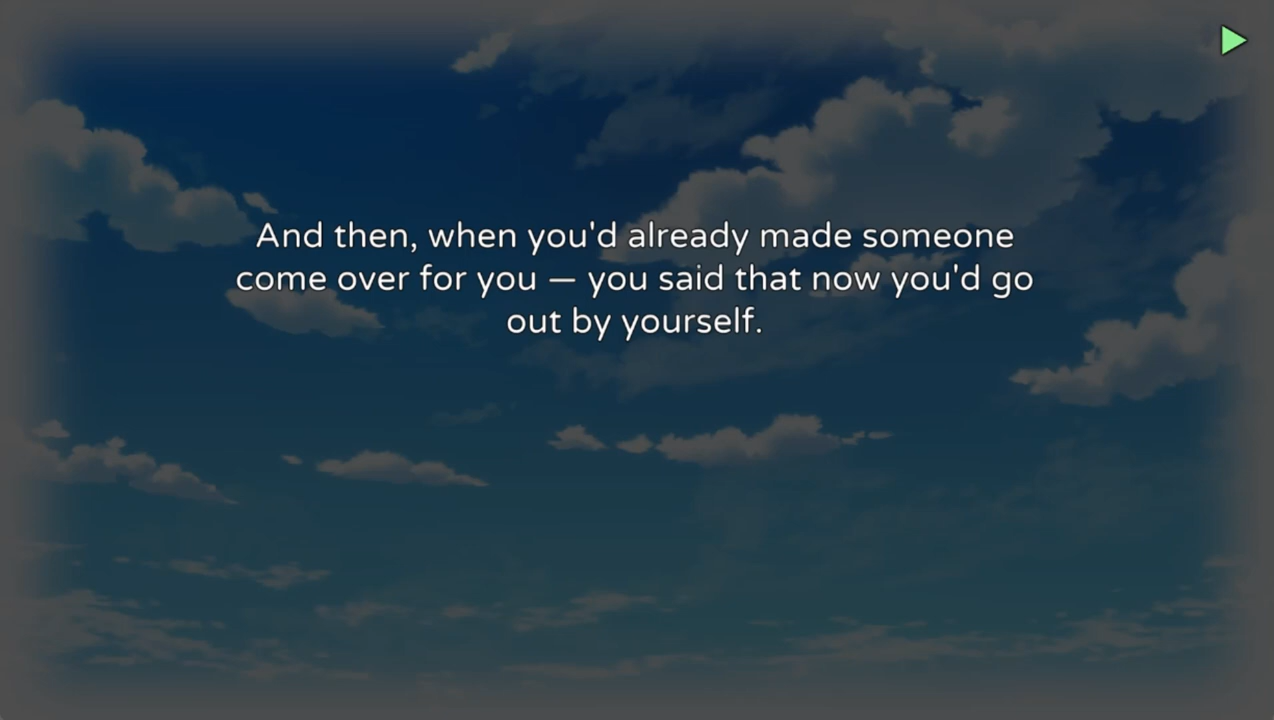 And then, when you'd already made someone
come over for you — you said that now you'd go
out by yourself.